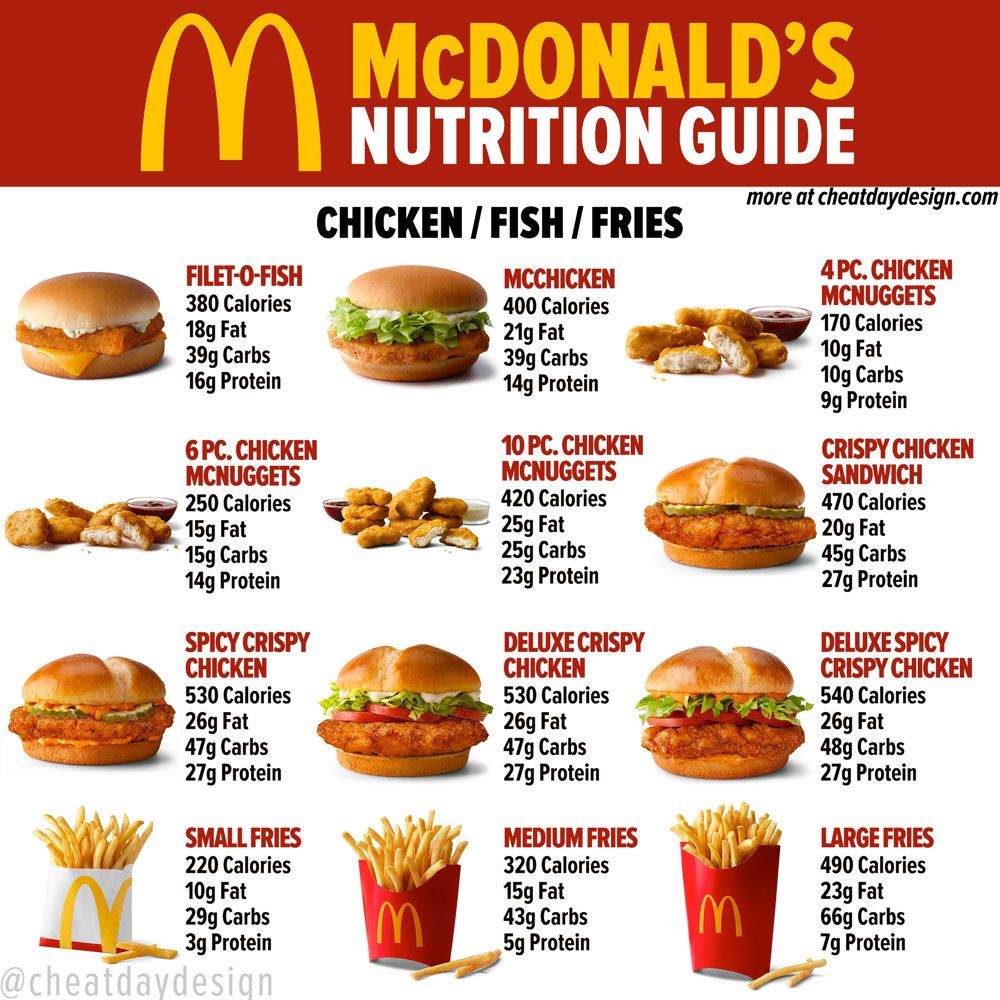 McDONALD'S
NUTRITION GUIDE
more at cheatdaydesign.com
CHICKEN / FISH / FRIES
FILET-O-FISH
380 Calories
18g Fat
39g Carbs
16g Protein
MCCHICKEN
400 Calories
21g Fat
39g Carbs
14g Protein
4 PC. CHICKEN
MCNUGGETS
170 Calories
10g Fat
10g Carbs
9g Protein
6 PC. CHICKEN
MCNUGGETS
250 Calories
15g Fat
15g Carbs
14g Protein
10 PC. CHICKEN
MCNUGGETS
420 Calories
25g Fat
25g Carbs
23g Protein
CRISPY CHICKEN
SANDWICH
470 Calories
20g Fat
45g Carbs
27g Protein
SPICY CRISPY
CHICKEN
530 Calories
26g Fat
47g Carbs
27g Protein
DELUXE CRISPY
CHICKEN
530 Calories
26g Fat
47g Carbs
27g Protein
DELUXE SPICY
CRISPY CHICKEN
540 Calories
26g Fat
48g Carbs
27g Protein
SMALL FRIES
220 Calories
10g Fat
29g Carbs
3g Protein
MEDIUM FRIES
320 Calories
15g Fat
43g Carbs
5g Protein
LARGE FRIES
490 Calories
23g Fat
66g Carbs
7g Protein
@cheatdaydesign